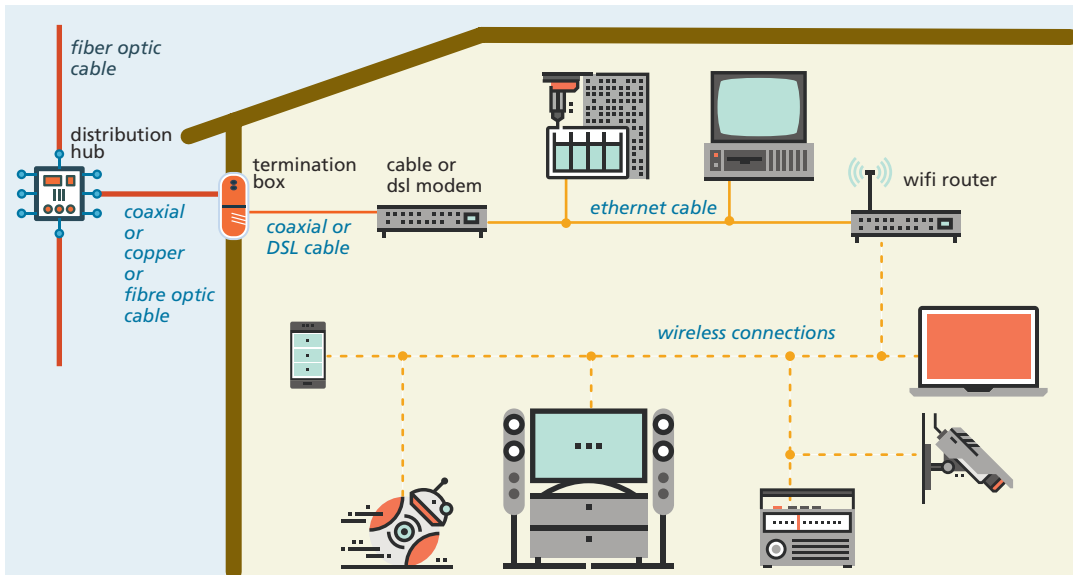 fiber optic
cable
distribution
hub
termination
box
cable or
dsl modem
wifi router
ethernet cable
coaxial
or
copper
or
fibre optic
cable
coaxial or
DSL cable
wireless connections